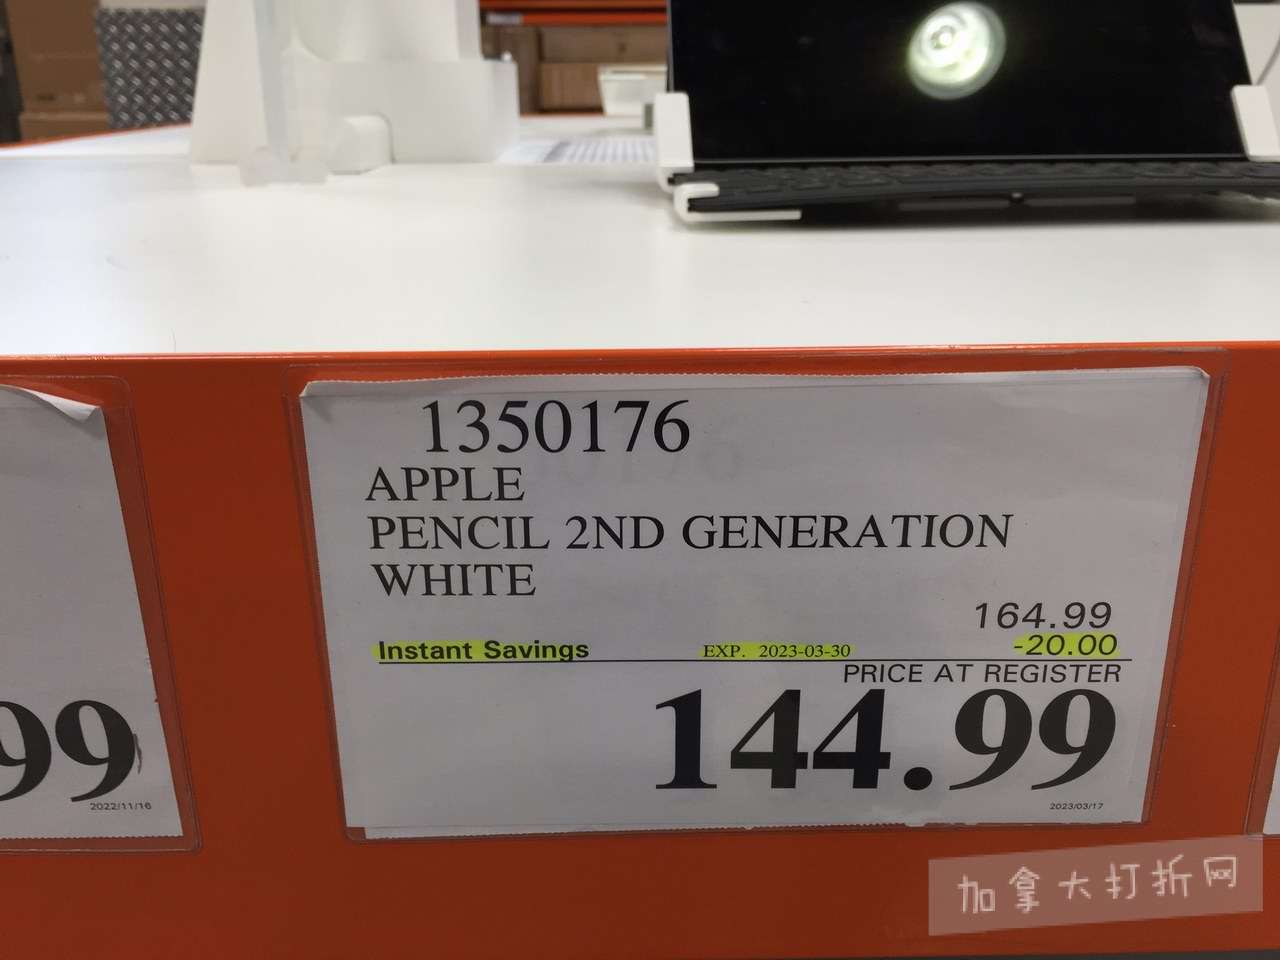 1350176
APPLE
PENCIL 2ND GENERATION
WHITE
164.99
Instant Savings EXP. 2023-03-30 -20.00
PRICE AT REGISTER
144.99
2023/03/17
99
2022/11/16
加拿大打折网